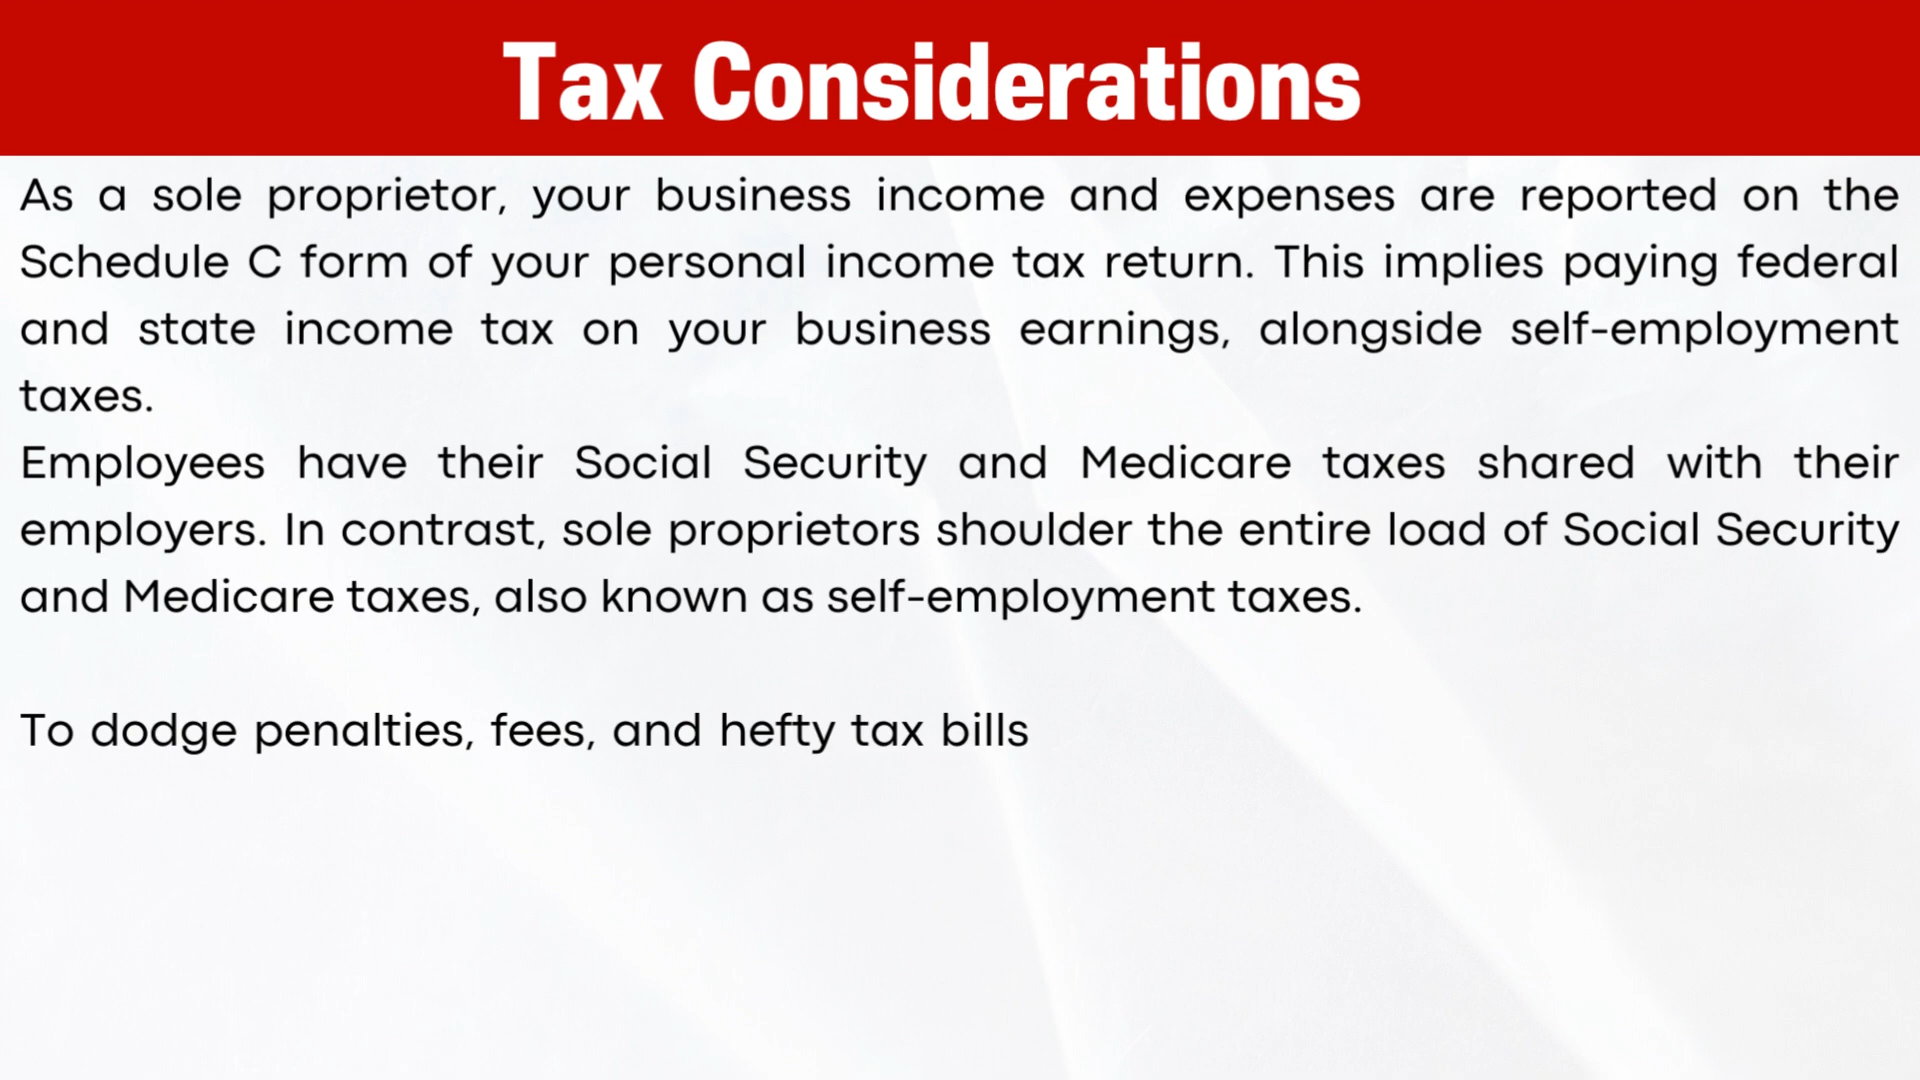 Tax Considerations
As a sole proprietor, your business income and expenses are reported on the
Schedule C form of your personal income tax return. This implies paying federal
and state income tax on your business earnings, alongside self-employment
taxes.
Employees have their Social Security and Medicare taxes shared with their
employers. In contrast, sole proprietors shoulder the entire load of Social Security
and Medicare taxes, also known as self-employment taxes.
To dodge penalties, fees, and hefty tax bills